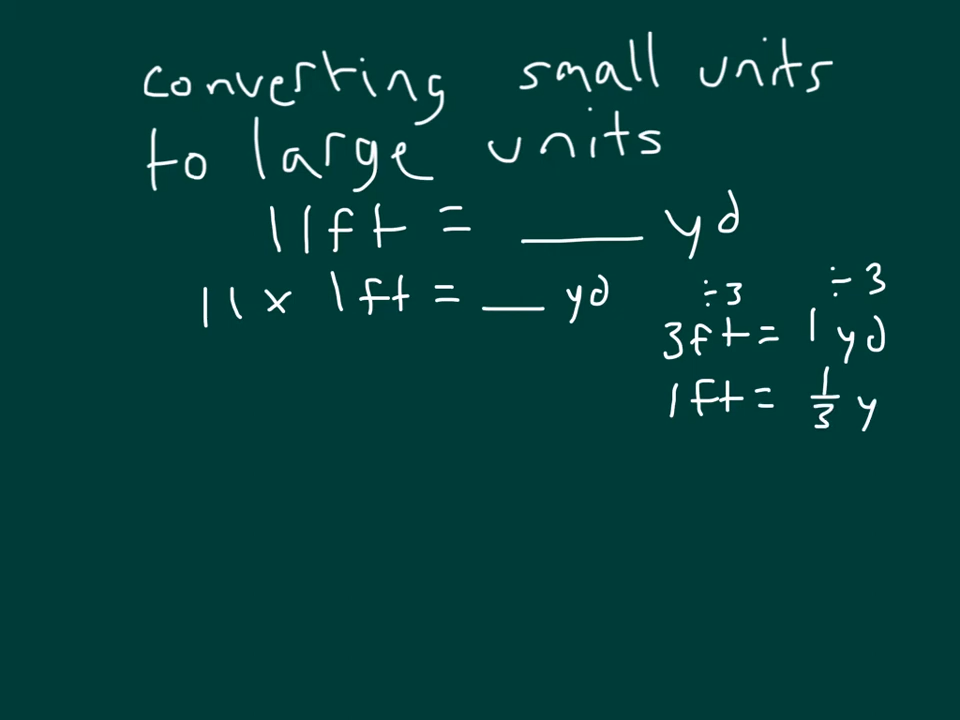 converting small units
to large units
11ft = ___ yd
11 x 1ft = __ yd
÷3 ÷3
3ft = 1 yd
1ft = 1/3 y